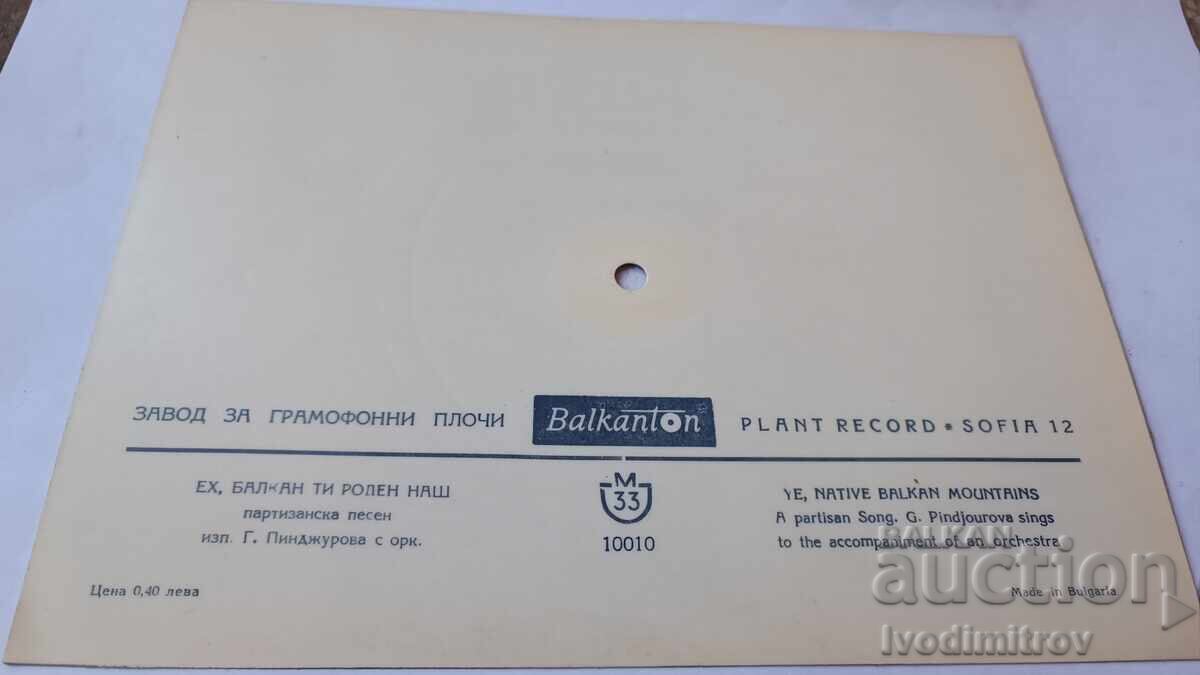 ЗАВОД ЗА ГРАМОФОННИ ПЛОЧИ Balkanton PLANT RECORD • SOFIA 12
ЕХ, БАЛКАН ТИ РОДЕН НАШ
партизанска песен
изп. Г. Пинджурова с орк.
М
33
10010
YE, NATIVE BALKAN MOUNTAINS
A partisan Song. G. Pindjourova sings
to the accompaniment of an orchestra
Цена 0,40 лева
Made in Bulgaria
BALKAN
auction
Ivodimitrov